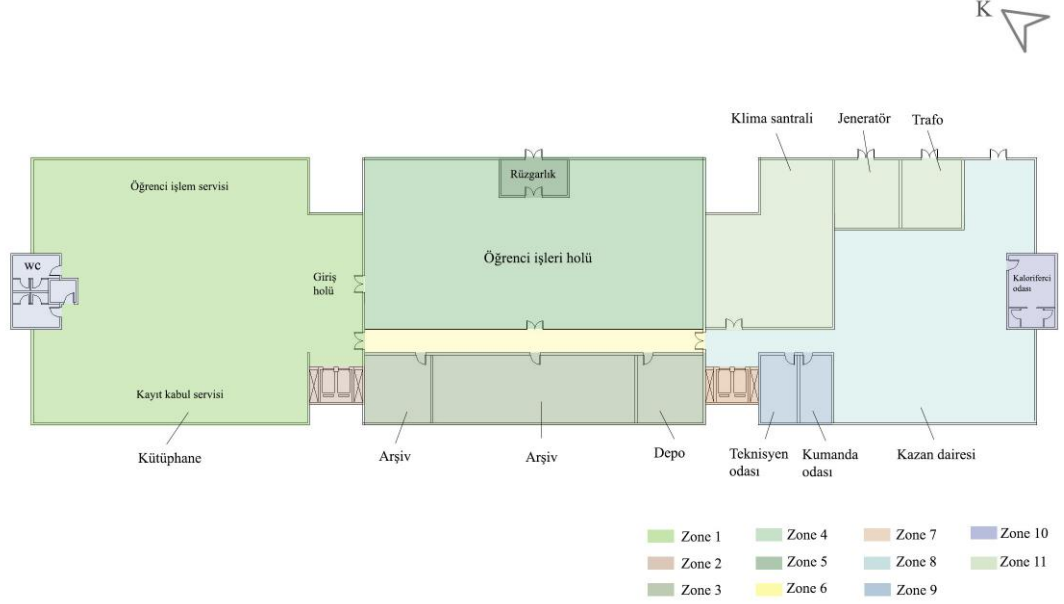 K
Klima santrali
Jeneratör
Trafo
Öğrenci işlem servisi
Rüzgarlık
Öğrenci işleri holü
wc
Giriş
holü
Kaloriferci
odası
Kayıt kabul servisi
Kütüphane
Arşiv
Arşiv
Depo
Teknisyen
odası
Kumanda
odası
Kazan dairesi
Zone 1
Zone 2
Zone 3
Zone 4
Zone 5
Zone 6
Zone 7
Zone 8
Zone 9
Zone 10
Zone 11